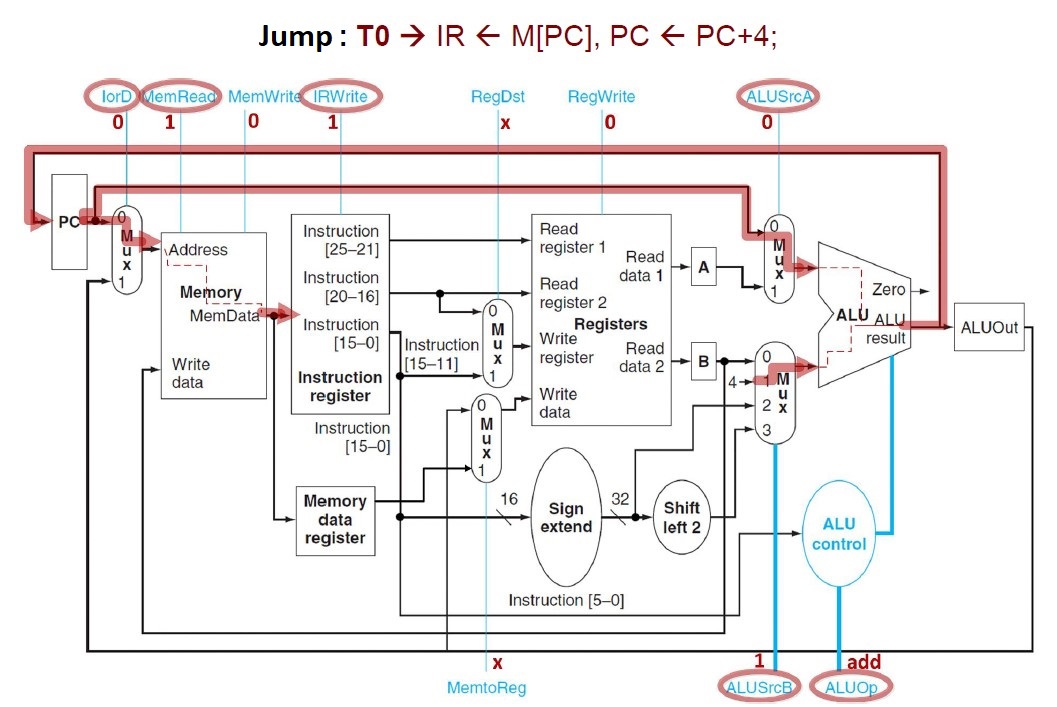 Jump : T0 → IR ← M[PC], PC ← PC+4;
IorD MemRead MemWrite IRWrite RegDst RegWrite ALUSrcA
0 1 0 1 x 0 0
PC
0
M
u
x
1
Address
Memory
MemData
Write
data
Instruction
[25–21]
Instruction
[20–16]
Instruction
[15–0]
Instruction
register
Instruction
[15–0]
Memory
data
register
Instruction
[15–11]
0
M
u
x
1
0
M
u
x
1
Read
register 1
Read
register 2
Registers
Write
register
Write
data
Read
data 1
Read
data 2
A
B
16
Sign
extend
32
Shift
left 2
Instruction [5–0]
0
M
u
x
1
4
0
1
2
3
M
u
x
Zero
ALU
ALU
result
ALUOut
ALU
control
x 1 add
MemtoReg ALUSrcB ALUOp